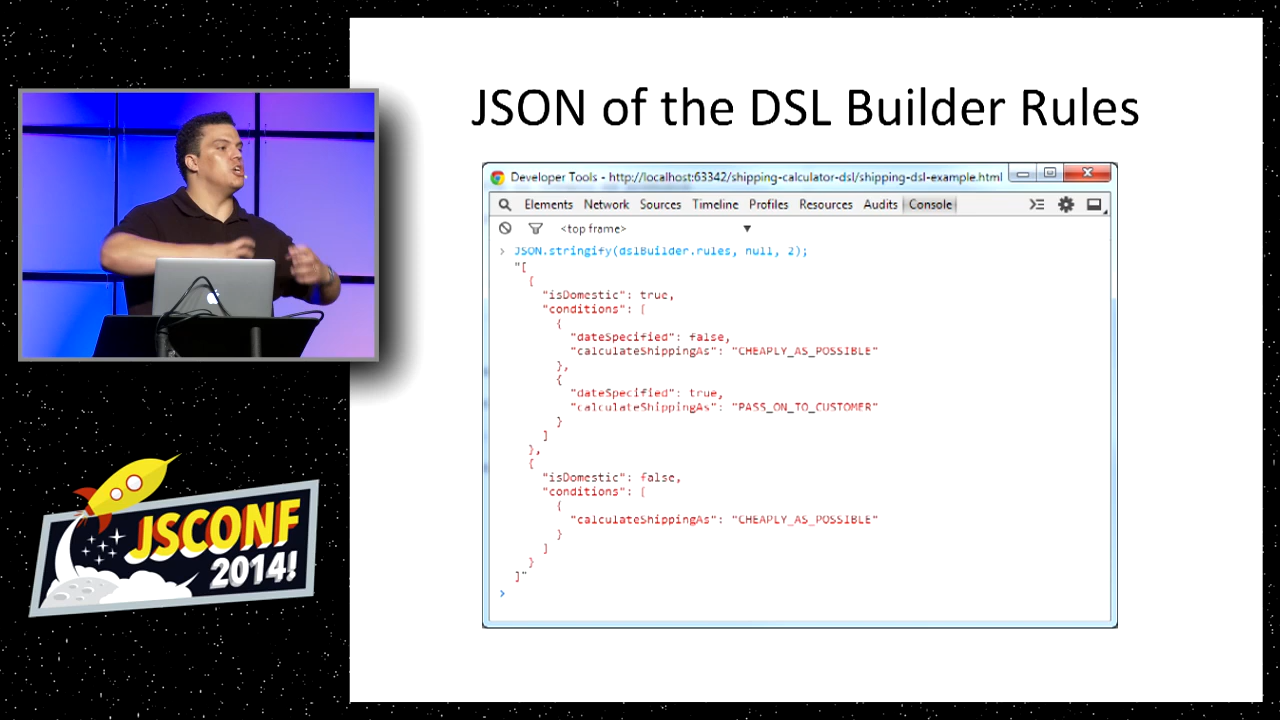 JSON of the DSL Builder Rules
Developer Tools - http://localhost:63342/shipping-calculator-dsl/shipping-dsl-example.html
Elements Network Sources Timeline Profiles Resources Audits Console
<top frame>
JSON.stringify(dslBuilder.rules, null, 2);
"[
{
"isDomestic": true,
"conditions": [
{
"dateSpecified": false,
"calculateShippingAs": "CHEAPLY_AS_POSSIBLE"
},
{
"dateSpecified": true,
"calculateShippingAs": "PASS_ON_TO_CUSTOMER"
}
]
},
{
"isDomestic": false,
"conditions": [
{
"calculateShippingAs": "CHEAPLY_AS_POSSIBLE"
}
]
}
]"
JSCONF
2014!